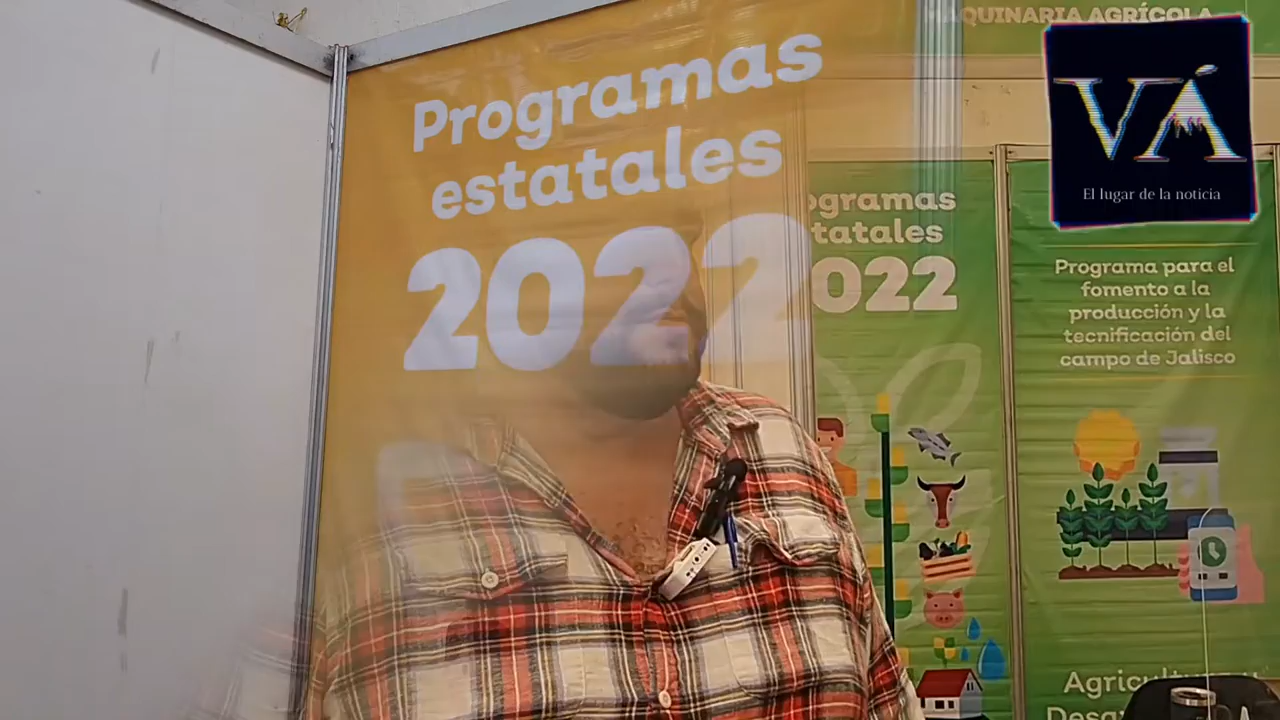 Programas
estatales
2022
MAQUINARIA AGRÍCOLA
VÁ
El lugar de la noticia
ogramas
tatales
2022
Programa para el
fomento a la
producción y la
tecnificación del
campo de Jalisco